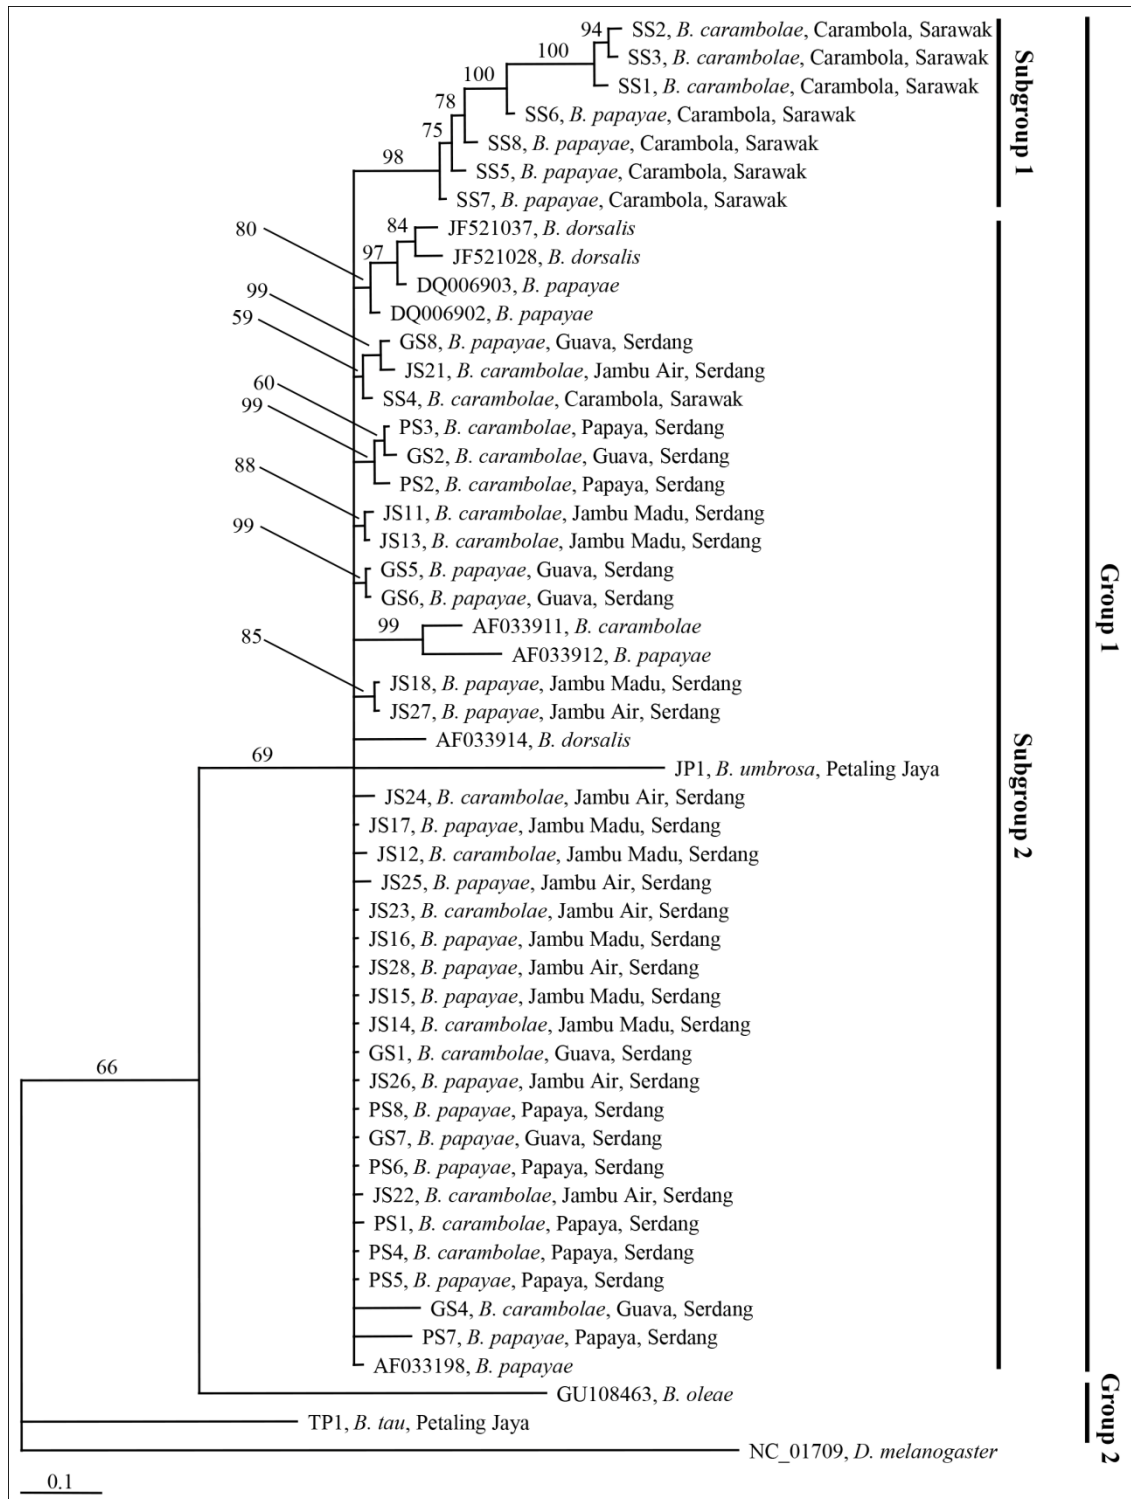 94
SS2, B. carambolae, Carambola, Sarawak
100
SS3, B. carambolae, Carambola, Sarawak
SS1, B. carambolae, Carambola, Sarawak
100
78
SS6, B. papayae, Carambola, Sarawak
75
SS8, B. papayae, Carambola, Sarawak
98
SS5, B. papayae, Carambola, Sarawak
SS7, B. papayae, Carambola, Sarawak
Subgroup 1
80
84
JF521037, B. dorsalis
97
JF521028, B. dorsalis
DQ006903, B. papayae
99
DQ006902, B. papayae
59
GS8, B. papayae, Guava, Serdang
JS21, B. carambolae, Jambu Air, Serdang
60
SS4, B. carambolae, Carambola, Sarawak
99
PS3, B. carambolae, Papaya, Serdang
GS2, B. carambolae, Guava, Serdang
88
PS2, B. carambolae, Papaya, Serdang
JS11, B. carambolae, Jambu Madu, Serdang
99
JS13, B. carambolae, Jambu Madu, Serdang
GS5, B. papayae, Guava, Serdang
GS6, B. papayae, Guava, Serdang
99
AF033911, B. carambolae
85
AF033912, B. papayae
JS18, B. papayae, Jambu Madu, Serdang
JS27, B. papayae, Jambu Air, Serdang
AF033914, B. dorsalis
69
JP1, B. umbrosa, Petaling Jaya
JS24, B. carambolae, Jambu Air, Serdang
JS17, B. papayae, Jambu Madu, Serdang
JS12, B. carambolae, Jambu Madu, Serdang
JS25, B. papayae, Jambu Air, Serdang
JS23, B. carambolae, Jambu Air, Serdang
JS16, B. papayae, Jambu Madu, Serdang
JS28, B. papayae, Jambu Air, Serdang
JS15, B. papayae, Jambu Madu, Serdang
JS14, B. carambolae, Jambu Madu, Serdang
GS1, B. carambolae, Guava, Serdang
66
JS26, B. papayae, Jambu Air, Serdang
PS8, B. papayae, Papaya, Serdang
GS7, B. papayae, Guava, Serdang
PS6, B. papayae, Papaya, Serdang
JS22, B. carambolae, Jambu Air, Serdang
PS1, B. carambolae, Papaya, Serdang
PS4, B. carambolae, Papaya, Serdang
PS5, B. papayae, Papaya, Serdang
GS4, B. carambolae, Guava, Serdang
PS7, B. papayae, Papaya, Serdang
AF033198, B. papayae
Subgroup 2
Group 1
GU108463, B. oleae
TP1, B. tau, Petaling Jaya
NC_01709, D. melanogaster
Group 2
0.1